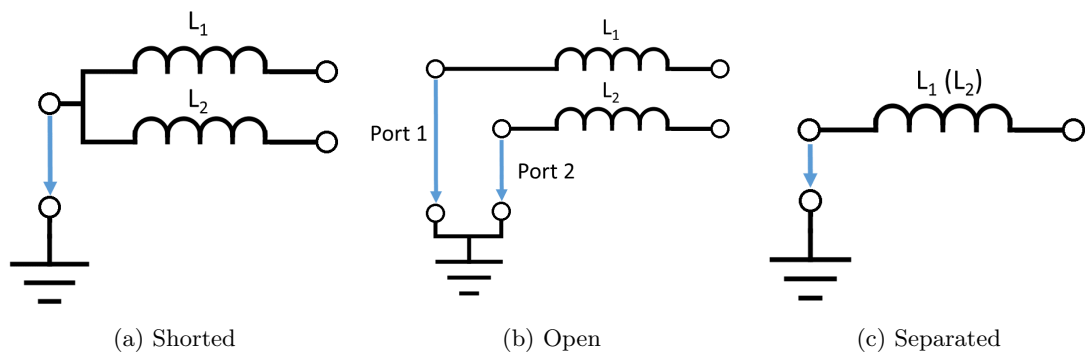 L₁
L₂
(a) Shorted
L₁
L₂
Port 1
Port 2
(b) Open
L₁ (L₂)
(c) Separated